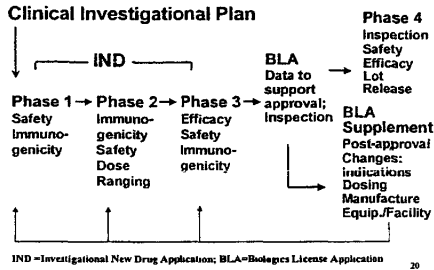 Clinical Investigational Plan
IND
Phase 1
Safety
Immuno-
genicity
Phase 2
Immuno-
genicity
Safety
Dose
Ranging
Phase 3
Efficacy
Safety
Immuno-
genicity
BLA
Data to
support
approval;
Inspection
Phase 4
Inspection
Safety
Efficacy
Lot
Release
BLA
Supplement
Post-approval
Changes:
indications
Dosing
Manufacture
Equip./Facility
IND =Investigational New Drug Application; BLA=Biologics License Application
20